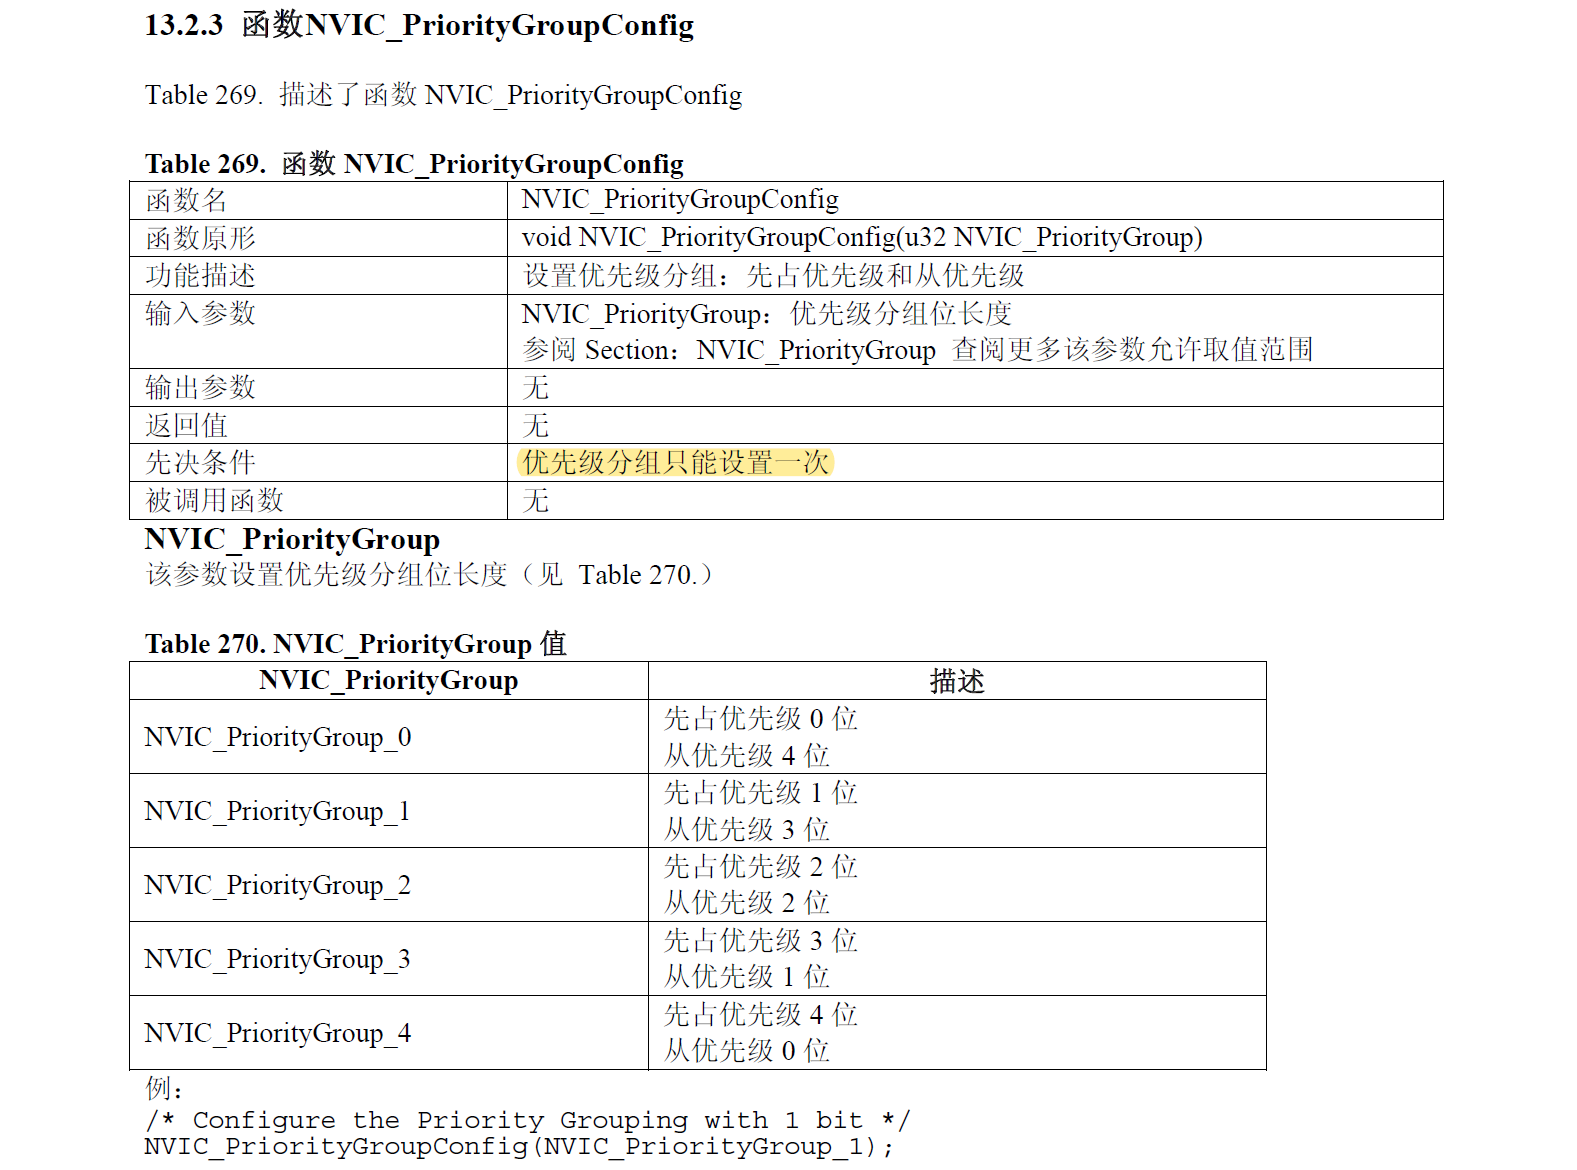 13.2.3 函数NVIC_PriorityGroupConfig
Table 269. 描述了函数 NVIC_PriorityGroupConfig
Table 269. 函数 NVIC_PriorityGroupConfig
函数名 NVIC_PriorityGroupConfig
函数原形 void NVIC_PriorityGroupConfig(u32 NVIC_PriorityGroup)
功能描述 设置优先级分组：先占优先级和从优先级
输入参数 NVIC_PriorityGroup：优先级分组位长度
参阅 Section：NVIC_PriorityGroup 查阅更多该参数允许取值范围
输出参数 无
返回值 无
先决条件 优先级分组只能设置一次
被调用函数 无
NVIC_PriorityGroup
该参数设置优先级分组位长度（见 Table 270.）
Table 270. NVIC_PriorityGroup 值
NVIC_PriorityGroup 描述
NVIC_PriorityGroup_0 先占优先级 0 位
从优先级 4 位
NVIC_PriorityGroup_1 先占优先级 1 位
从优先级 3 位
NVIC_PriorityGroup_2 先占优先级 2 位
从优先级 2 位
NVIC_PriorityGroup_3 先占优先级 3 位
从优先级 1 位
NVIC_PriorityGroup_4 先占优先级 4 位
从优先级 0 位
例：
/* Configure the Priority Grouping with 1 bit */
NVIC_PriorityGroupConfig(NVIC_PriorityGroup_1);